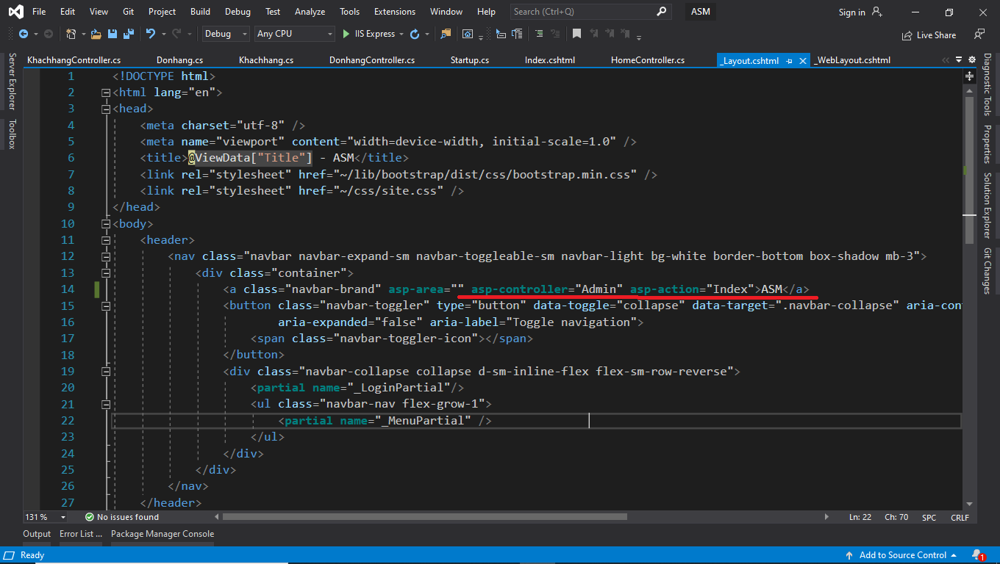 File Edit View Git Project Build Debug Test Analyze Tools Extensions Window Help Search (Ctrl+Q) ASM Sign in
Debug Any CPU IIS Express Live Share
KhachhangController.cs Donhang.cs Khachhang.cs DonhangController.cs Startup.cs Index.cshtml HomeController.cs _Layout.cshtml _WebLayout.cshtml
Server Explorer
Toolbox
1 <!DOCTYPE html>
2 <html lang="en">
3 <head>
4 <meta charset="utf-8" />
5 <meta name="viewport" content="width=device-width, initial-scale=1.0" />
6 <title>@ViewData["Title"] - ASM</title>
7 <link rel="stylesheet" href="~/lib/bootstrap/dist/css/bootstrap.min.css" />
8 <link rel="stylesheet" href="~/css/site.css" />
9 </head>
10 <body>
11 <header>
12 <nav class="navbar navbar-expand-sm navbar-toggleable-sm navbar-light bg-white border-bottom box-shadow mb-3">
13 <div class="container">
14 <a class="navbar-brand" asp-area="" asp-controller="Admin" asp-action="Index">ASM</a>
15 <button class="navbar-toggler" type="button" data-toggle="collapse" data-target=".navbar-collapse" aria-con
16 aria-expanded="false" aria-label="Toggle navigation">
17 <span class="navbar-toggler-icon"></span>
18 </button>
19 <div class="navbar-collapse collapse d-sm-inline-flex flex-sm-row-reverse">
20 <partial name="_LoginPartial"/>
21 <ul class="navbar-nav flex-grow-1">
22 <partial name="_MenuPartial" />
23 </ul>
24 </div>
25 </div>
26 </nav>
27 </header>
Diagnostic Tools
Properties
Solution Explorer
Git Changes
131 % No issues found Ln: 22 Ch: 70 SPC CRLF
Output Error List ... Package Manager Console
Ready Add to Source Control 1